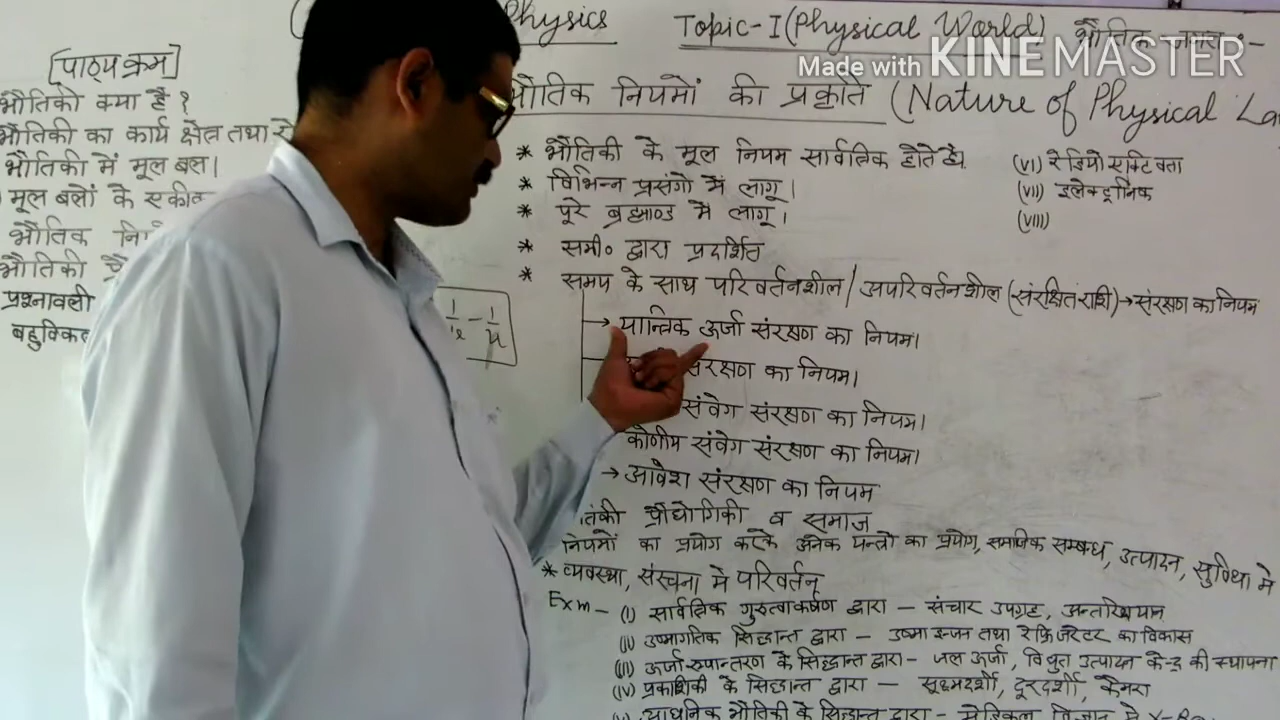 Physics Topic-I (Physical World) भौतिक जगत :-
Made with KINEMASTER
[पाठ्यक्रम]
भौतिकी क्या है ?
भौतिकी का कार्य क्षेत्र तथा
भौतिकी में मूल बल।
मूल बलों के
भौतिक
भौतिकी
प्रश्नावली
भौतिक नियमों की प्रकृति (Nature of Physical La
* भौतिकी के मूल नियम सार्वत्रिक होते है।
* विभिन्न प्रसंगो में लागू।
* पूरे ब्रह्माण्ड में लागू।
* समी० द्वारा प्रदर्शित
* समय के साथ परिवर्तनशील / अपरिवर्तनशील (संरक्षित राशि) → संरक्षण का नियम
→ यान्त्रिक ऊर्जा संरक्षण का नियम।
संरक्षण का नियम।
संवेग संरक्षण का नियम।
कोणीय संवेग संरक्षण का नियम।
→ आवेश संरक्षण का नियम
(VI) रेडियो एक्टिवता
(VII) इलेक्ट्रॉनिक
(VIII)
प्रौद्योगिकी व समाज
नियमों का प्रयोग करके अनेक यन्त्रो का प्रयोग, समाजिक सम्बन्ध, उत्पादन, सुविधा मे
* व्यवस्था, संरचना मे परिवर्तन
Exm - (I) सार्वत्रिक गुरुत्वाकर्षण द्वारा - संचार उपग्रह, अन्तरिक्षयान
(II) उष्मागतिक सिद्धान्त द्वारा - उष्मा इन्जन तथा रेफ्रिजरेटर का विकास
(III) ऊर्जा रुपान्तरण के सिद्धान्त द्वारा - जल ऊर्जा, विधुत उत्पादन केन्द्र की स्थापना
(IV) प्रकाशिकी के सिद्धान्त द्वारा - सूक्ष्मदर्शी, दूरदर्शी, कैमरा
आधुनिक भौतिकी के सिद्धान्त द्वारा - मेडिकल विज्ञान मे X-Ra